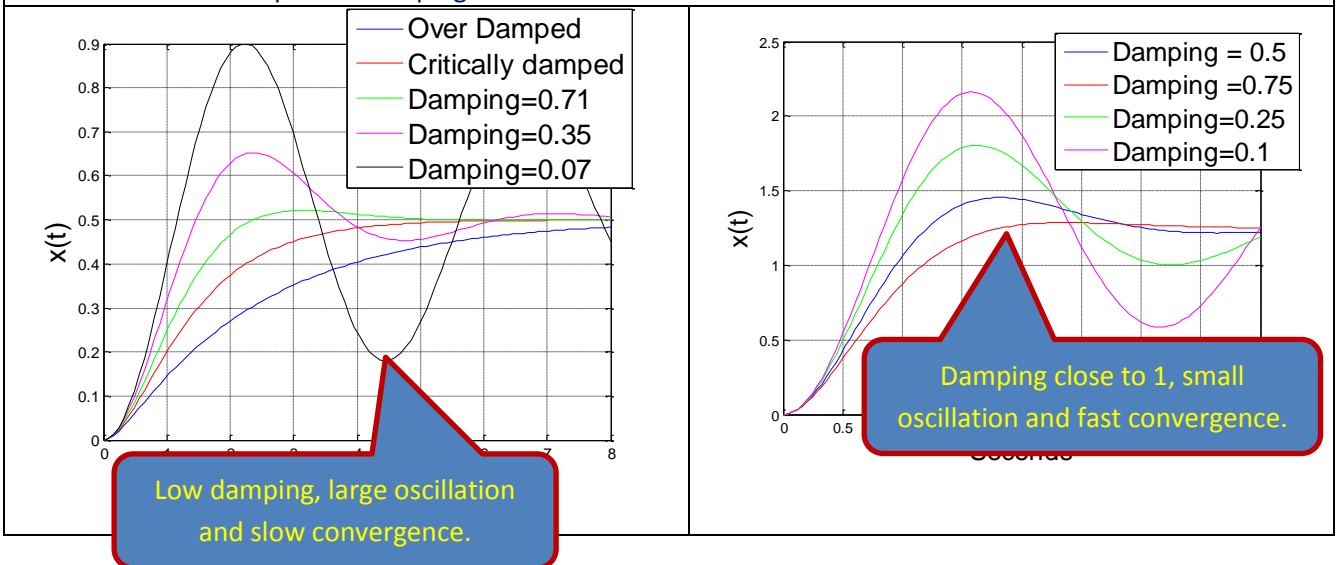 Over Damped
Critically damped
Damping=0.71
Damping=0.35
Damping=0.07
0.9
0.8
0.7
0.6
0.5
0.4
0.3
0.2
0.1
0
x(t)
0
1
2
3
8
Low damping, large oscillation
and slow convergence.
Damping = 0.5
Damping =0.75
Damping=0.25
Damping=0.1
2.5
2
1.5
1
0.5
0
x(t)
0
0.5
Damping close to 1, small
oscillation and fast convergence.